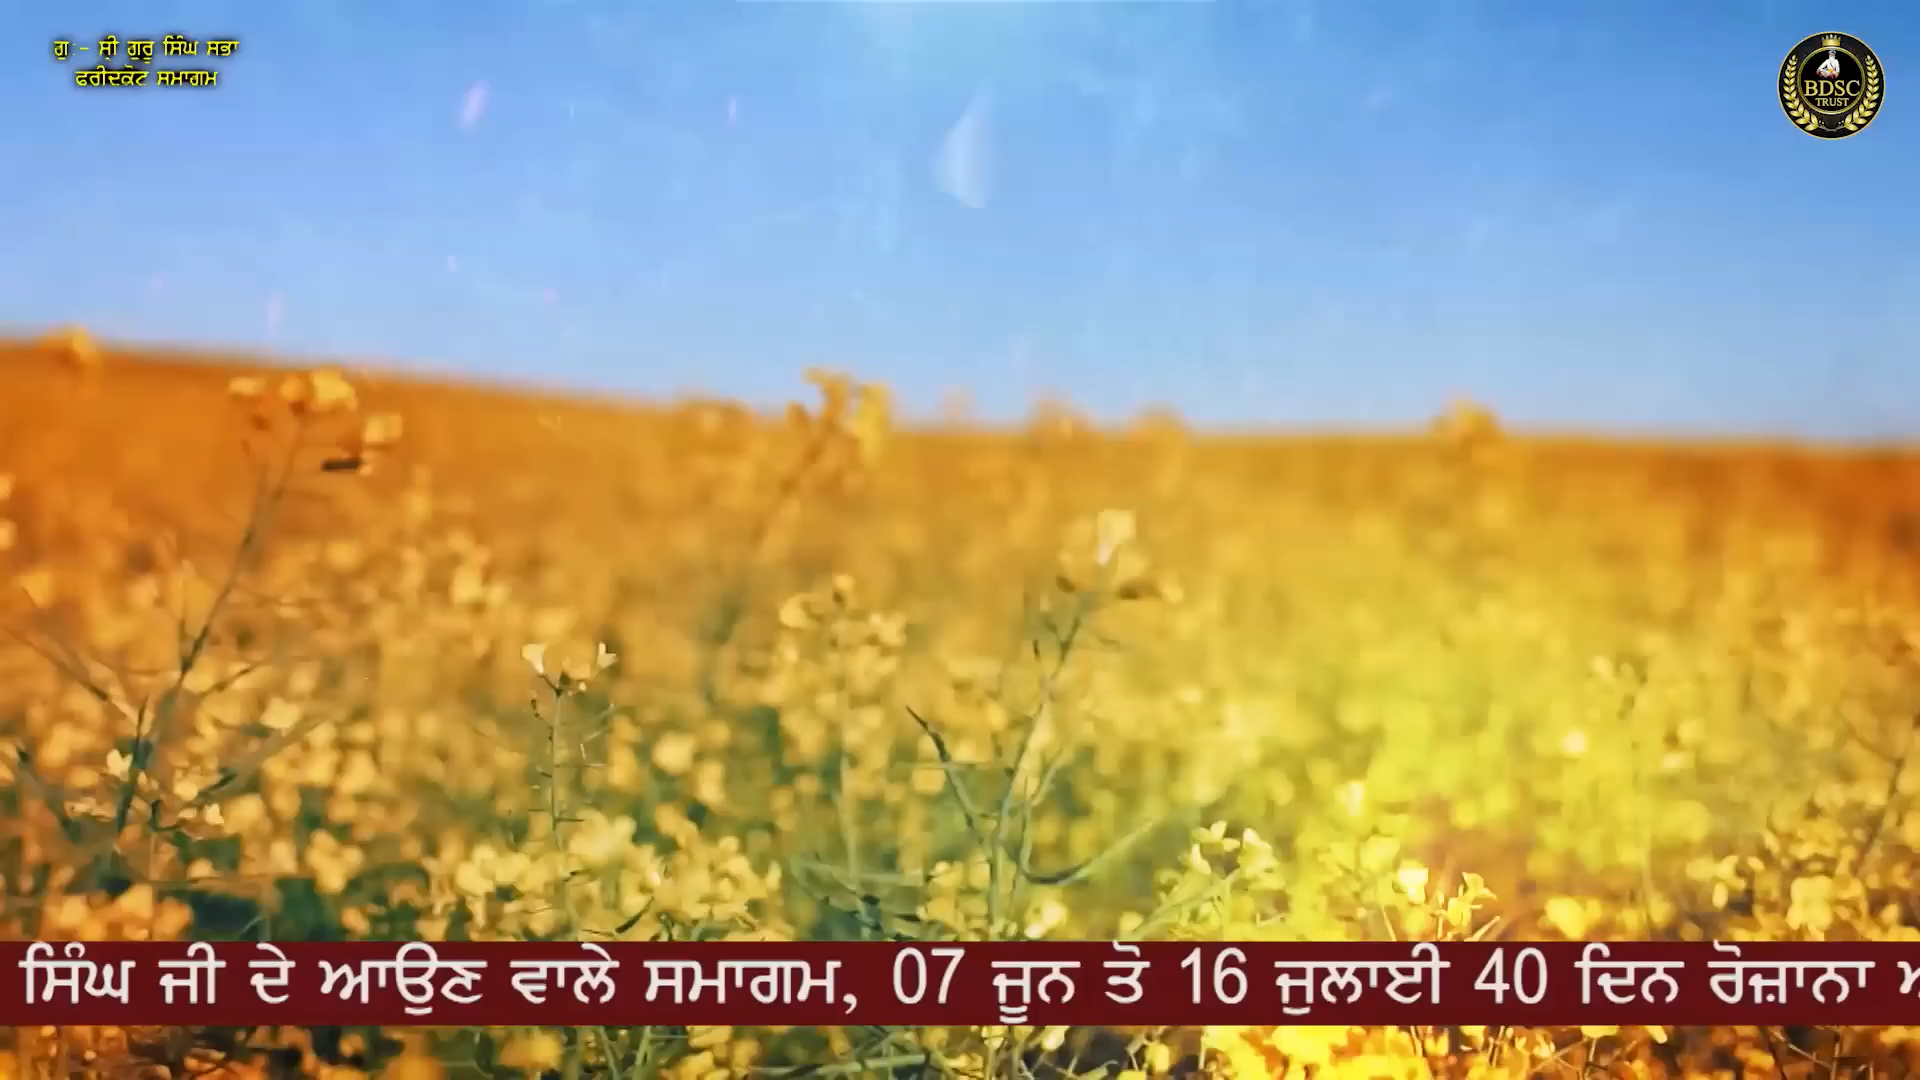 ਗੁ:- ਸ੍ਰੀ ਗੁਰੂ ਸਿੰਘ ਸਭਾ
ਫਰੀਦਕੋਟ ਸਮਾਗਮ
BDSC
TRUST
ਸਿੰਘ ਜੀ ਦੇ ਆਉਣ ਵਾਲੇ ਸਮਾਗਮ, 07 ਜੂਨ ਤੋ 16 ਜੁਲਾਈ 40 ਦਿਨ ਰੋਜ਼ਾਨਾ